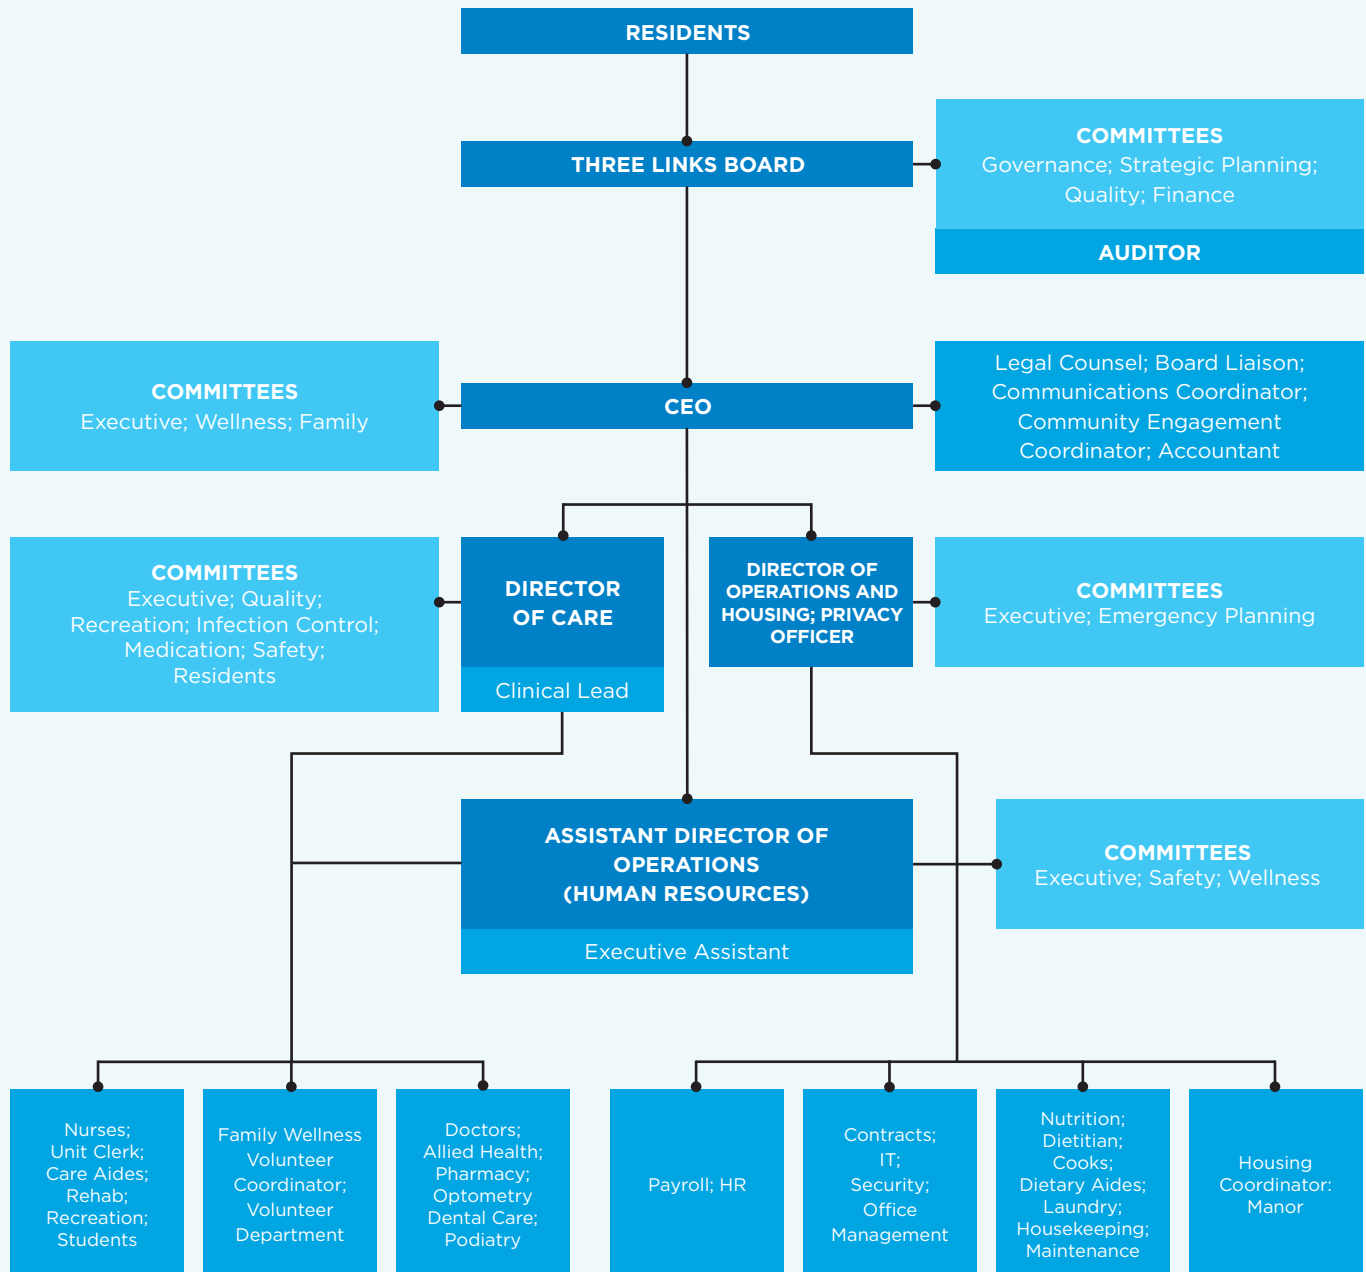 RESIDENTS
THREE LINKS BOARD
COMMITTEES
Governance; Strategic Planning;
Quality; Finance
AUDITOR
COMMITTEES
Executive; Wellness; Family
CEO
Legal Counsel; Board Liaison;
Communications Coordinator;
Community Engagement
Coordinator; Accountant
COMMITTEES
Executive; Quality;
Recreation; Infection Control;
Medication; Safety;
Residents
DIRECTOR
OF CARE
Clinical Lead
DIRECTOR OF
OPERATIONS AND
HOUSING; PRIVACY
OFFICER
COMMITTEES
Executive; Emergency Planning
ASSISTANT DIRECTOR OF
OPERATIONS
(HUMAN RESOURCES)
Executive Assistant
COMMITTEES
Executive; Safety; Wellness
Nurses;
Unit Clerk;
Care Aides;
Rehab;
Recreation;
Students
Family Wellness
Volunteer
Coordinator;
Volunteer
Department
Doctors;
Allied Health;
Pharmacy;
Optometry
Dental Care;
Podiatry
Payroll; HR
Contracts;
IT;
Security;
Office
Management
Nutrition;
Dietitian;
Cooks;
Dietary Aides;
Laundry;
Housekeeping;
Maintenance
Housing
Coordinator:
Manor